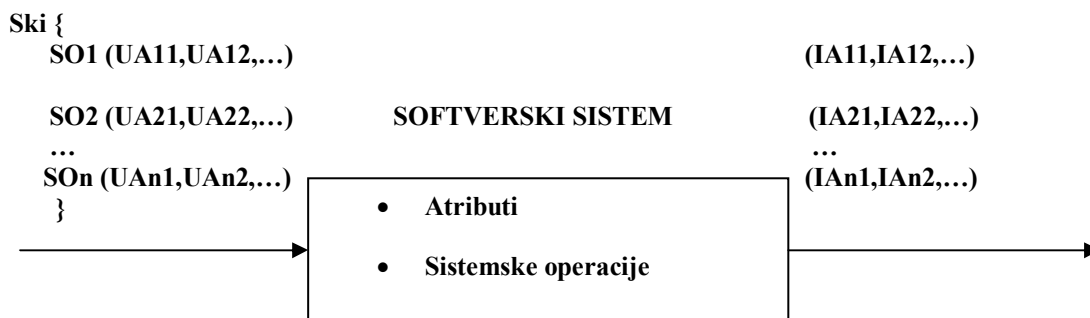 Ski {
SO1 (UA11,UA12,…) (IA11,IA12,…)
SO2 (UA21,UA22,…) SOFTVERSKI SISTEM (IA21,IA22,…)
… …
SOn (UAn1,UAn2,…) (IAn1,IAn2,…)
}
• Atributi
• Sistemske operacije